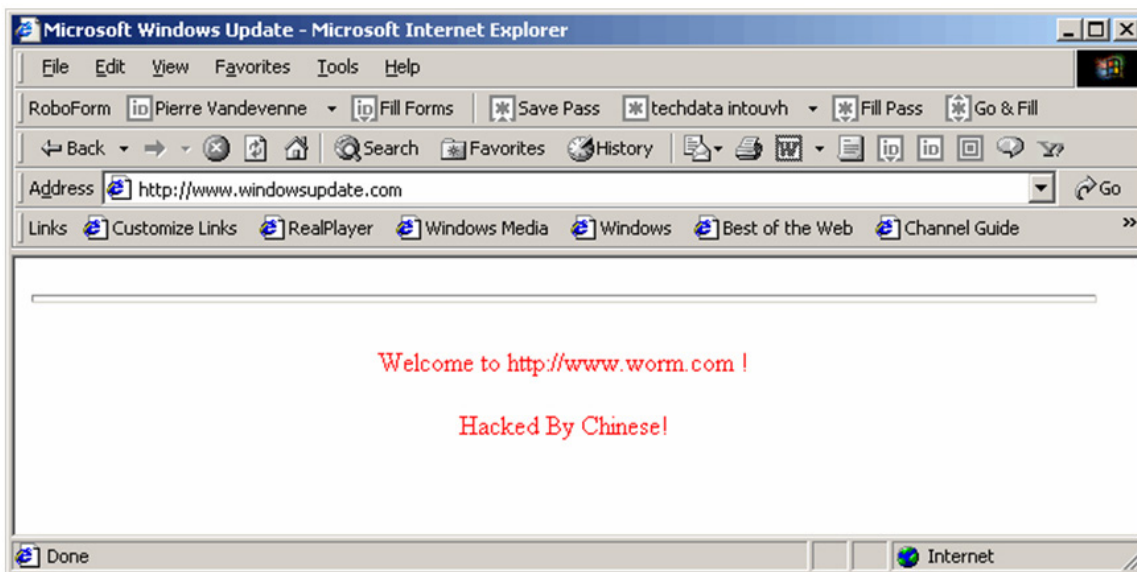 Microsoft Windows Update - Microsoft Internet Explorer
File Edit View Favorites Tools Help
RoboForm Pierre Vandevenne Fill Forms Save Pass techdata intouvh Fill Pass Go & Fill
Back Search Favorites History
Address http://www.windowsupdate.com Go
Links Customize Links RealPlayer Windows Media Windows Best of the Web Channel Guide »
Welcome to http://www.worm.com !
Hacked By Chinese!
Done Internet